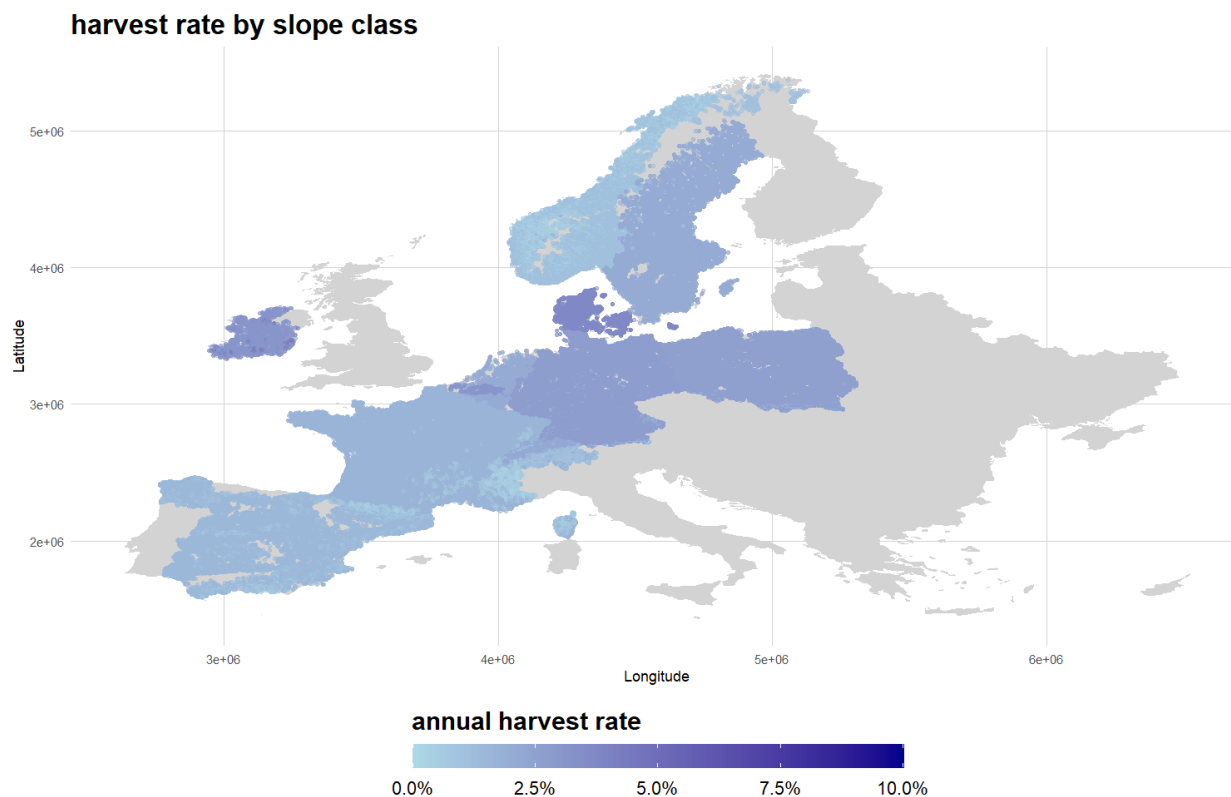 harvest rate by slope class
5e+06
4e+06
3e+06
2e+06
Latitude
3e+06 4e+06 5e+06 6e+06
Longitude
annual harvest rate
0.0% 2.5% 5.0% 7.5% 10.0%